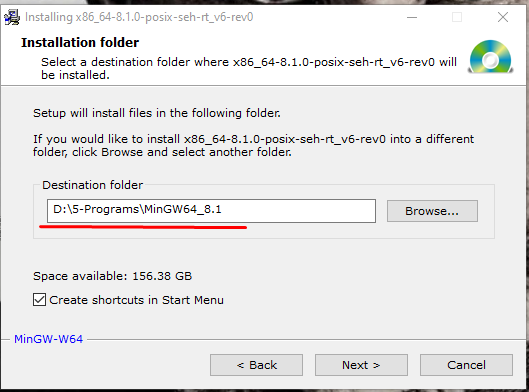 Installing x86_64-8.1.0-posix-seh-rt_v6-rev0
Installation folder
Select a destination folder where x86_64-8.1.0-posix-seh-rt_v6-rev0 will
be installed.
Setup will install files in the following folder.
If you would like to install x86_64-8.1.0-posix-seh-rt_v6-rev0 into a different
folder, click Browse and select another folder.
Destination folder
D:\5-Programs\MinGW64_8.1
Browse...
Space available: 156.38 GB
Create shortcuts in Start Menu
MinGW-W64
< Back
Next >
Cancel